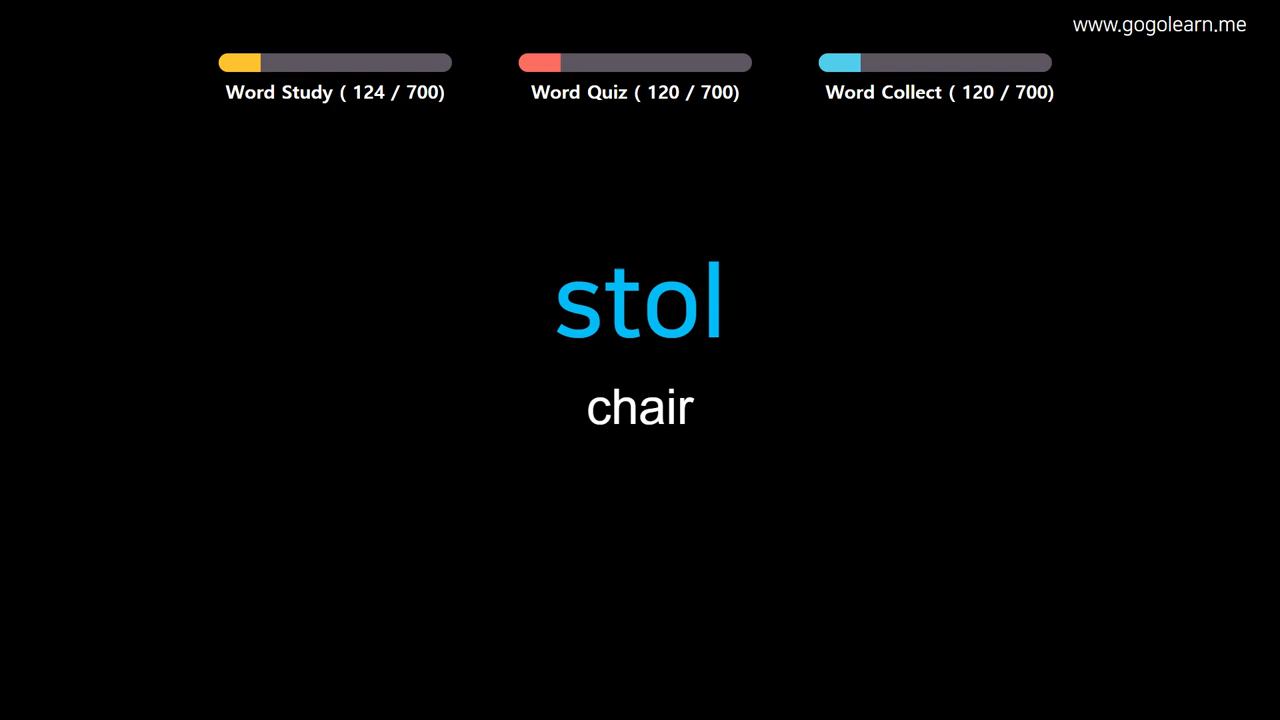 www.gogolearn.me
Word Study ( 124 / 700)
Word Quiz ( 120 / 700)
Word Collect ( 120 / 700)
stol
chair